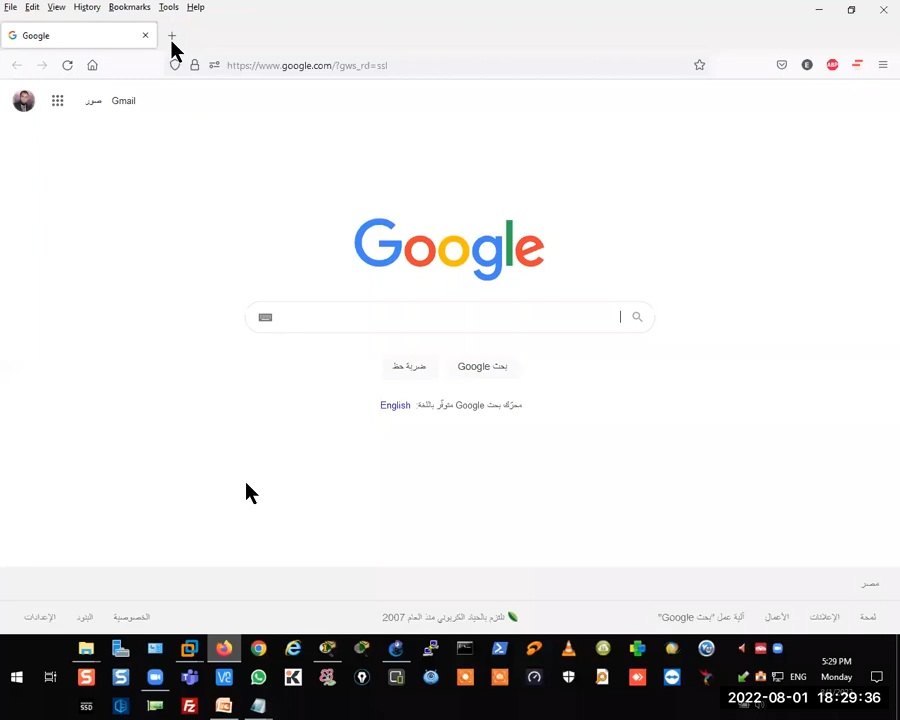 File Edit View History Bookmarks Tools Help
Google
https://www.google.com/?gws_rd=ssl
ABP
صور Gmail
Google
ضربة حظ
بحث Google
محرّك بحث Google متوفّر باللغة: English
مصر
لمحة الإعلانات الأعمال آلية عمل "بحث Google"
نلتزم بالحياد الكربوني منذ العام 2007
الخصوصية البنود الإعدادات
5:29 PM
ENG
Monday
SSD
2022-08-01 18:29:36